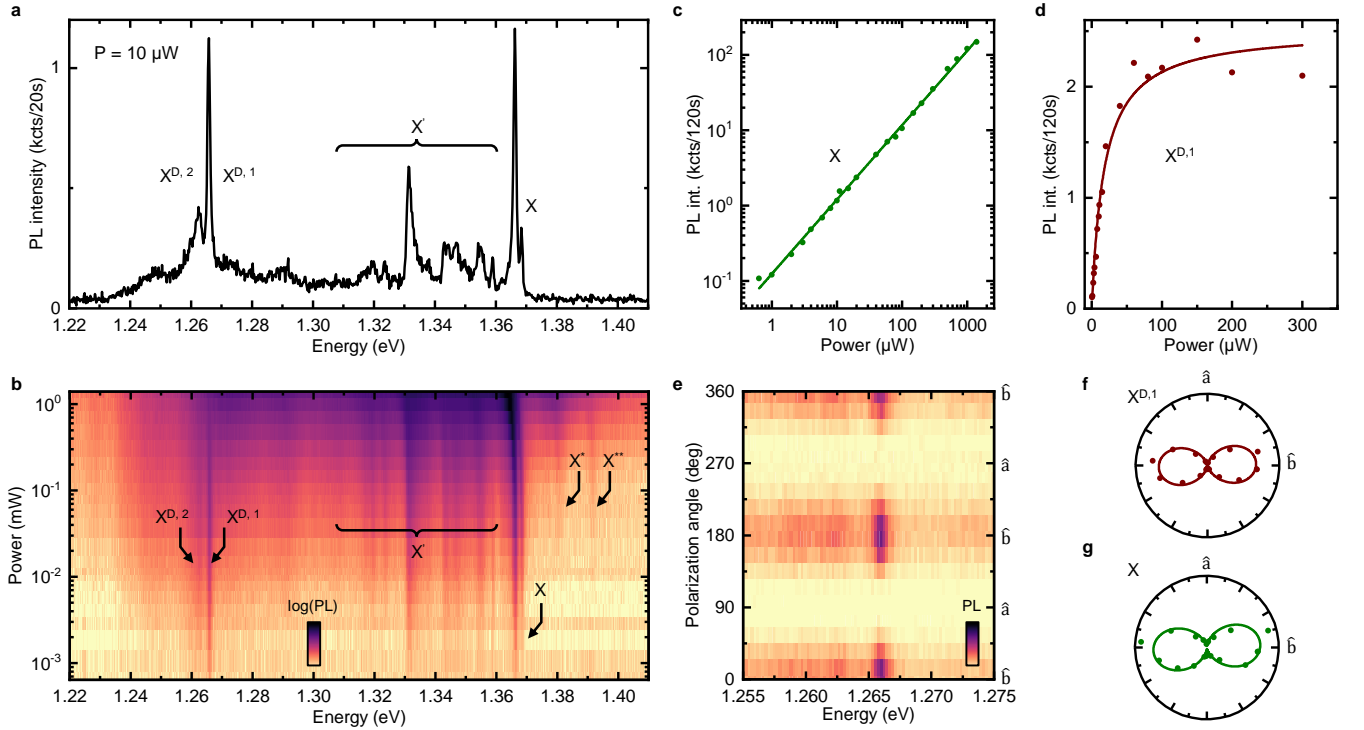 a
P = 10 µW
X^D, 2
X^D, 1
X'
X
PL intensity (kcts/20s)
1
0
1.22 1.24 1.26 1.28 1.30 1.32 1.34 1.36 1.38 1.40
Energy (eV)
b
X^D, 2
X^D, 1
log(PL)
X'
X
X*
X**
Power (mW)
10^0
10^-1
10^-2
10^-3
1.22 1.24 1.26 1.28 1.30 1.32 1.34 1.36 1.38 1.40
Energy (eV)
c
X
PL int. (kcts/120s)
10^2
10^1
10^0
10^-1
1 10 100 1000
Power (µW)
d
X^D,1
PL int. (kcts/120s)
2
1
0
0 100 200 300
Power (µW)
e
PL
Polarization angle (deg)
360
270
180
90
0
b̂
â
b̂
â
b̂
1.255 1.260 1.265 1.270 1.275
Energy (eV)
f
X^D,1
â
b̂
g
X
â
b̂